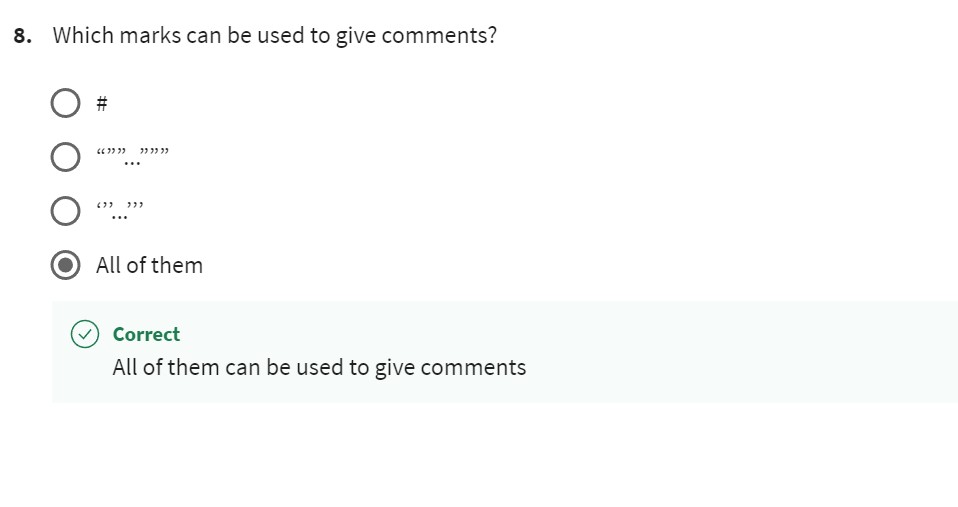 8. Which marks can be used to give comments?
#
“””...”””
‘’’...’’’
All of them
Correct
All of them can be used to give comments